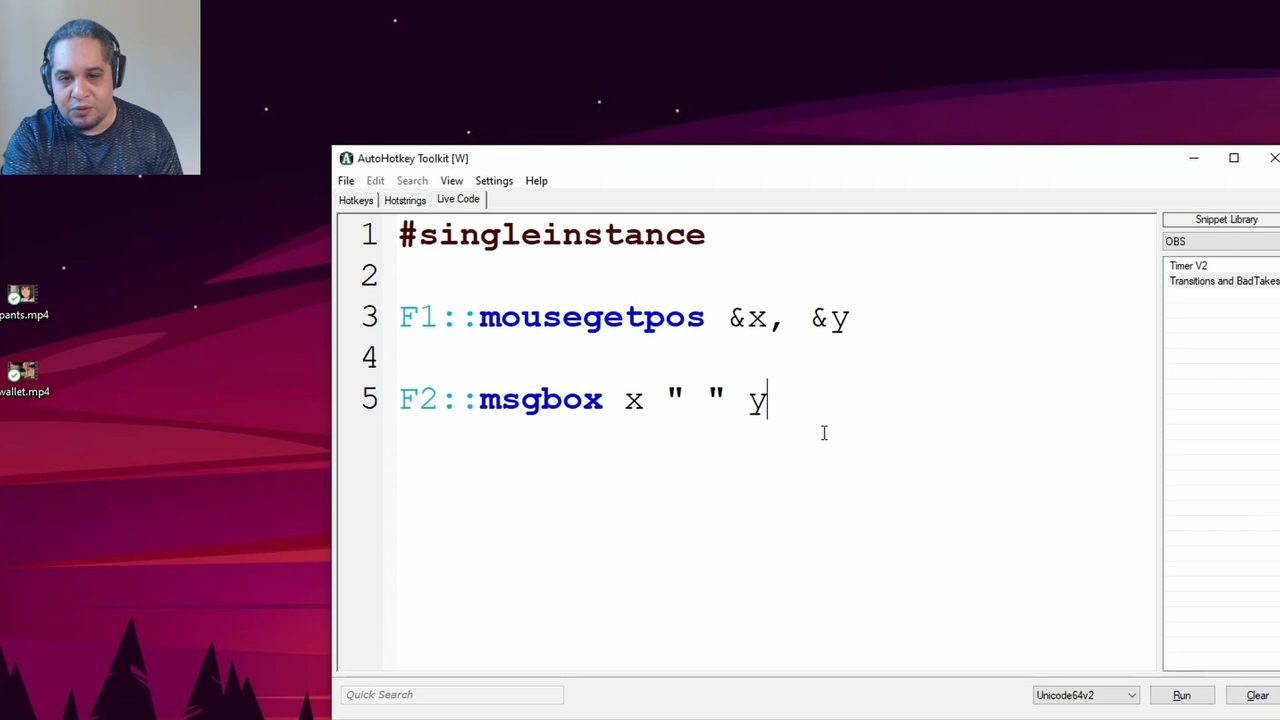 AutoHotkey Toolkit [W]
File Edit Search View Settings Help
Hotkeys Hotstrings Live Code
Snippet Library
OBS
Timer V2
Transitions and BadTakes
1 #singleinstance
2
3 F1::mousegetpos &x, &y
4
5 F2::msgbox x " " y
pants.mp4
wallet.mp4
Quick Search
Unicode64v2 Run Clear